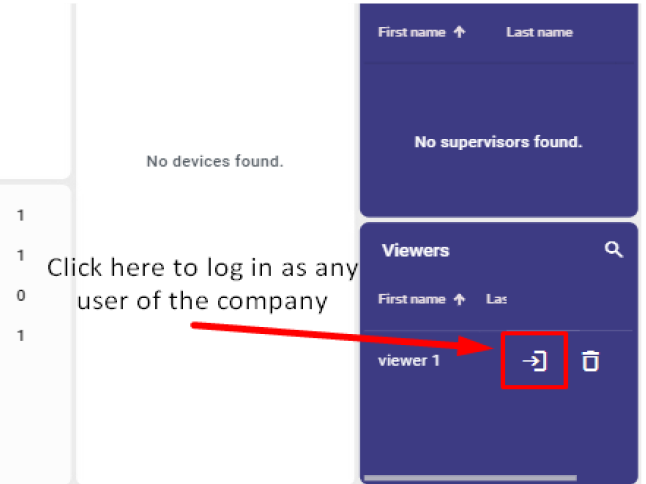 First name ↑ Last name
No supervisors found.
No devices found.
1
1
0
1
Click here to log in as any
user of the company
Viewers
First name ↑ Las
viewer 1